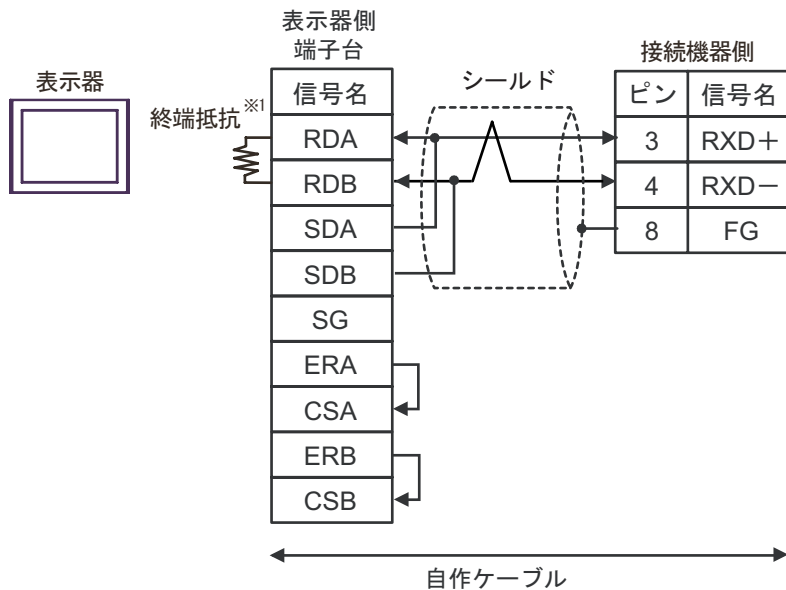 表示器側
端子台
接続機器側
表示器
終端抵抗※1
シールド
信号名
RDA
RDB
SDA
SDB
SG
ERA
CSA
ERB
CSB
ピン 信号名
3 RXD＋
4 RXD－
8 FG
自作ケーブル